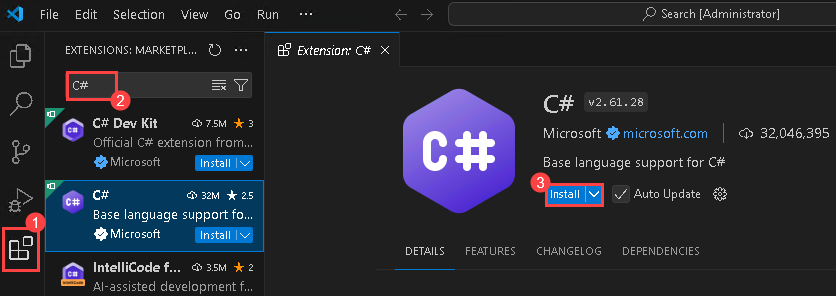 File Edit Selection View Go Run ···
Search [Administrator]
EXTENSIONS: MARKETPL... ···
C#
2
C# Dev Kit 7.5M ★ 3
Official C# extension from...
Microsoft Install
C# 32M ★ 2.5
Base language support fo...
Microsoft Install
IntelliCode f... 3.5M ★ 2
AI-assisted development f...
1
Extension: C# ×
C#
C# v2.61.28
Microsoft microsoft.com | 32,046,395
Base language support for C#
3
Install Auto Update
DETAILS FEATURES CHANGELOG DEPENDENCIES